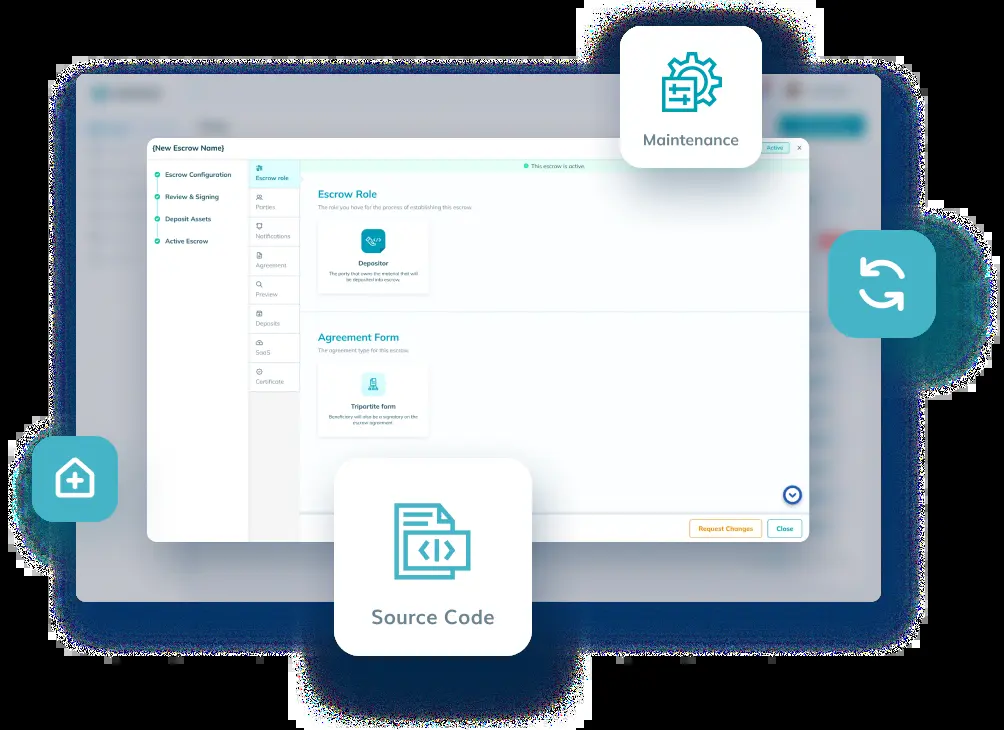 Maintenance
{New Escrow Name}
Active
This escrow is active.
Escrow Configuration
Review & Signing
Deposit Assets
Active Escrow
Escrow role
Parties
Notifications
Agreement
Preview
Deposits
SaaS
Certificate
Escrow Role
The role you have for the process of establishing this escrow.
Depositor
The party that owns the material that will
be deposited into escrow.
Agreement Form
The agreement type for this escrow.
Tripartite form
Beneficiary will also be a signatory on the
escrow agreement.
Request Changes
Close
Source Code